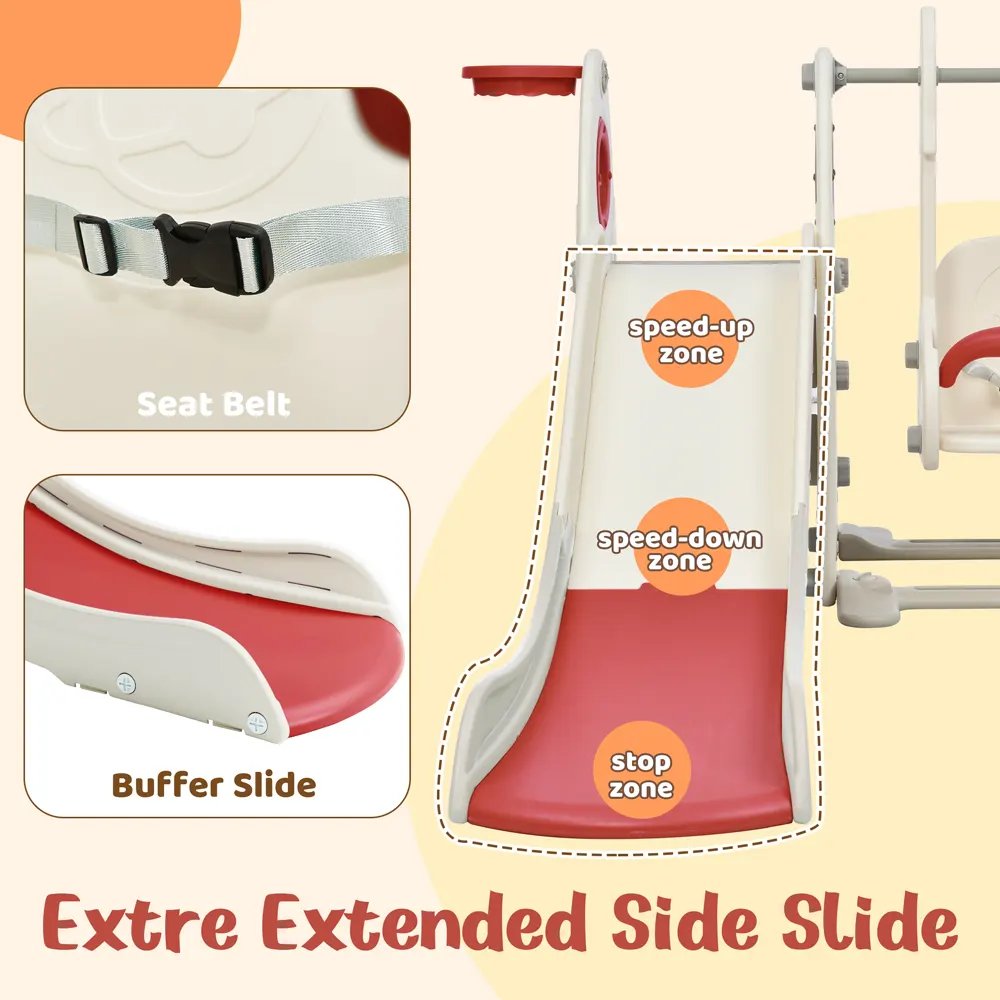 Seat Belt
Buffer Slide
speed-up
zone
speed-down
zone
stop
zone
Extre Extended Side Slide